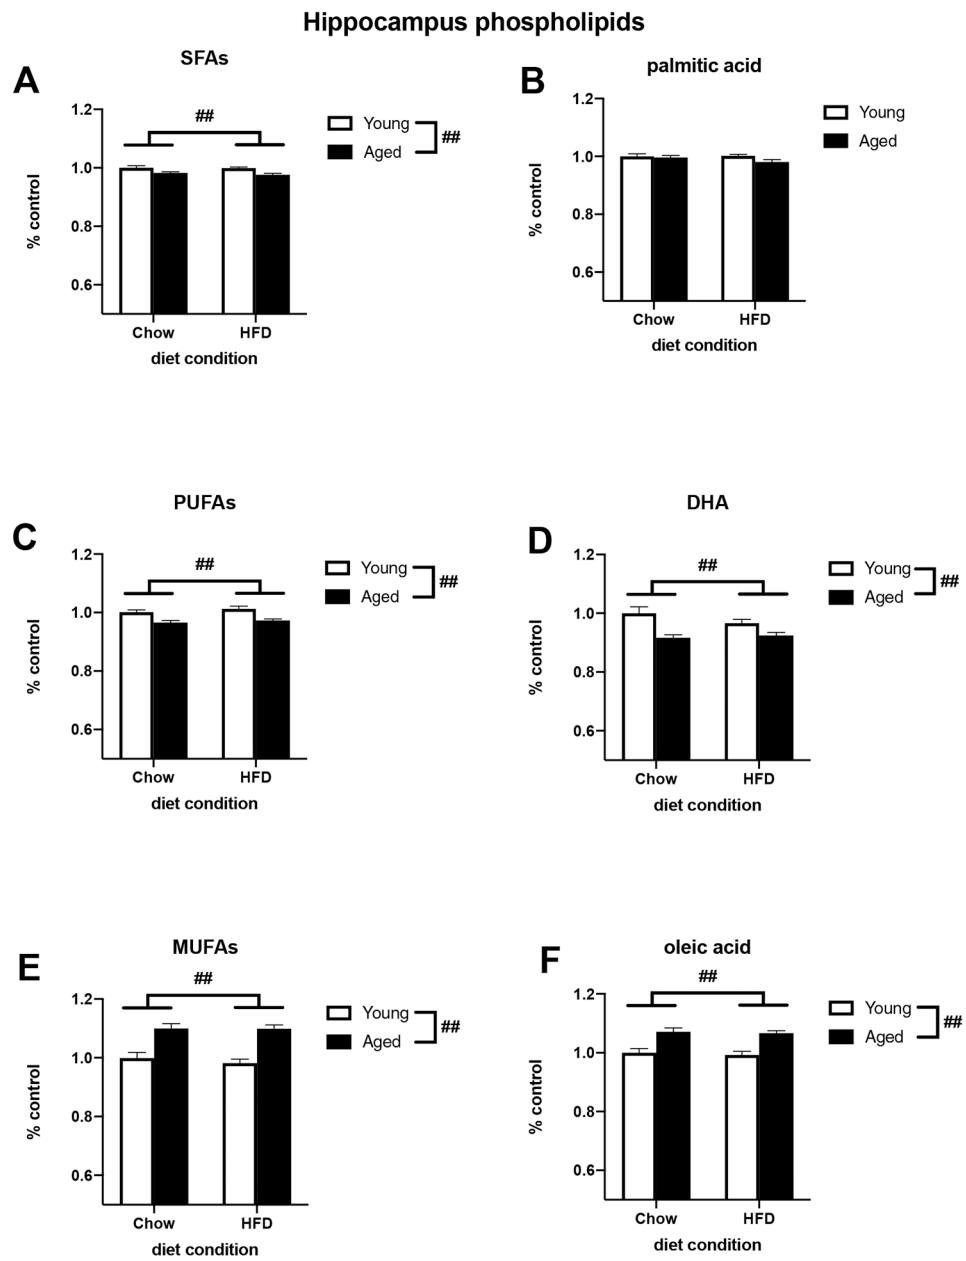 Hippocampus phospholipids
A
SFAs
##
Young
Aged
##
1.2
1.0
0.8
0.6
% control
Chow
HFD
diet condition
B
palmitic acid
Young
Aged
1.2
1.0
0.8
0.6
% control
Chow
HFD
diet condition
C
PUFAs
##
Young
Aged
##
1.2
1.0
0.8
0.6
% control
Chow
HFD
diet condition
D
DHA
##
Young
Aged
##
1.2
1.0
0.8
0.6
% control
Chow
HFD
diet condition
E
MUFAs
##
Young
Aged
##
1.2
1.0
0.8
0.6
% control
Chow
HFD
diet condition
F
oleic acid
##
Young
Aged
##
1.2
1.0
0.8
0.6
% control
Chow
HFD
diet condition